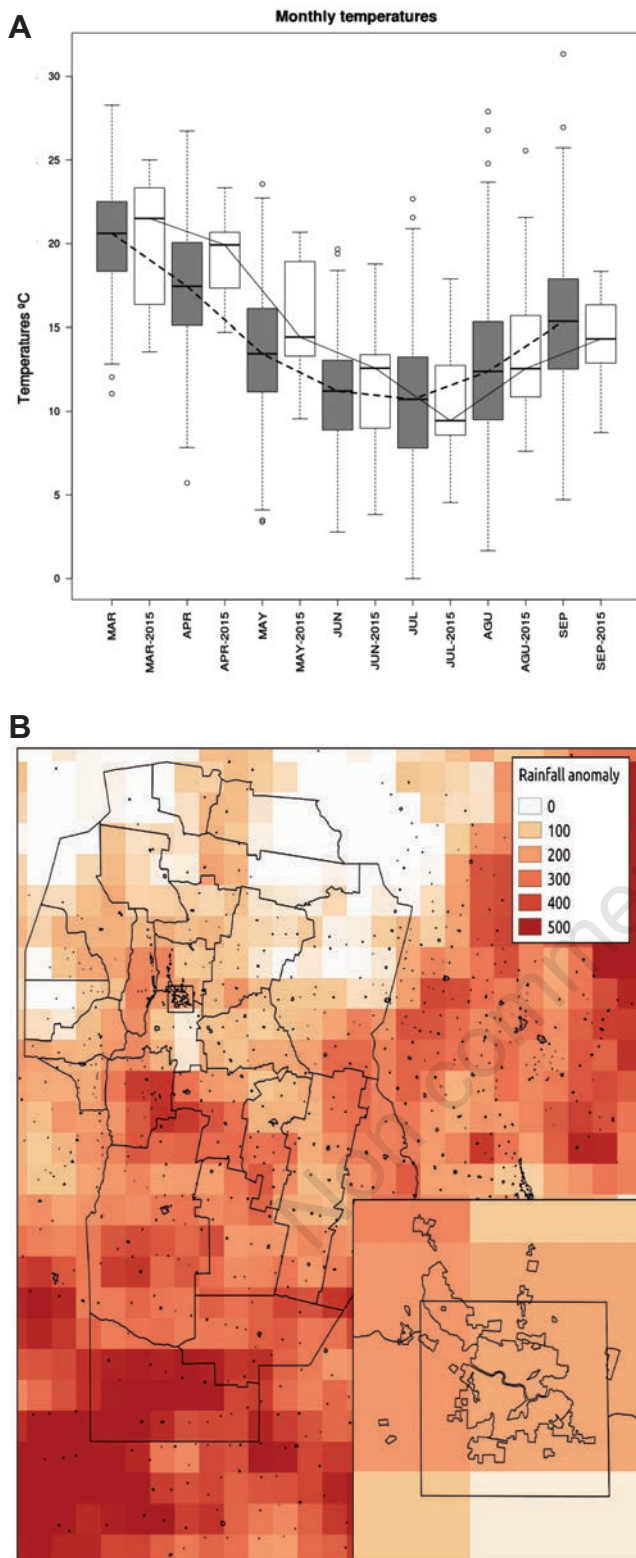 A
Monthly temperatures
Temperatures ºC
30
25
20
15
10
5
0
MAR
MAR-2015
APR
APR-2015
MAY
MAY-2015
JUN
JUN-2015
JUL
JUL-2015
AGU
AGU-2015
SEP
SEP-2015
B
Rainfall anomaly
0
100
200
300
400
500
Non comme